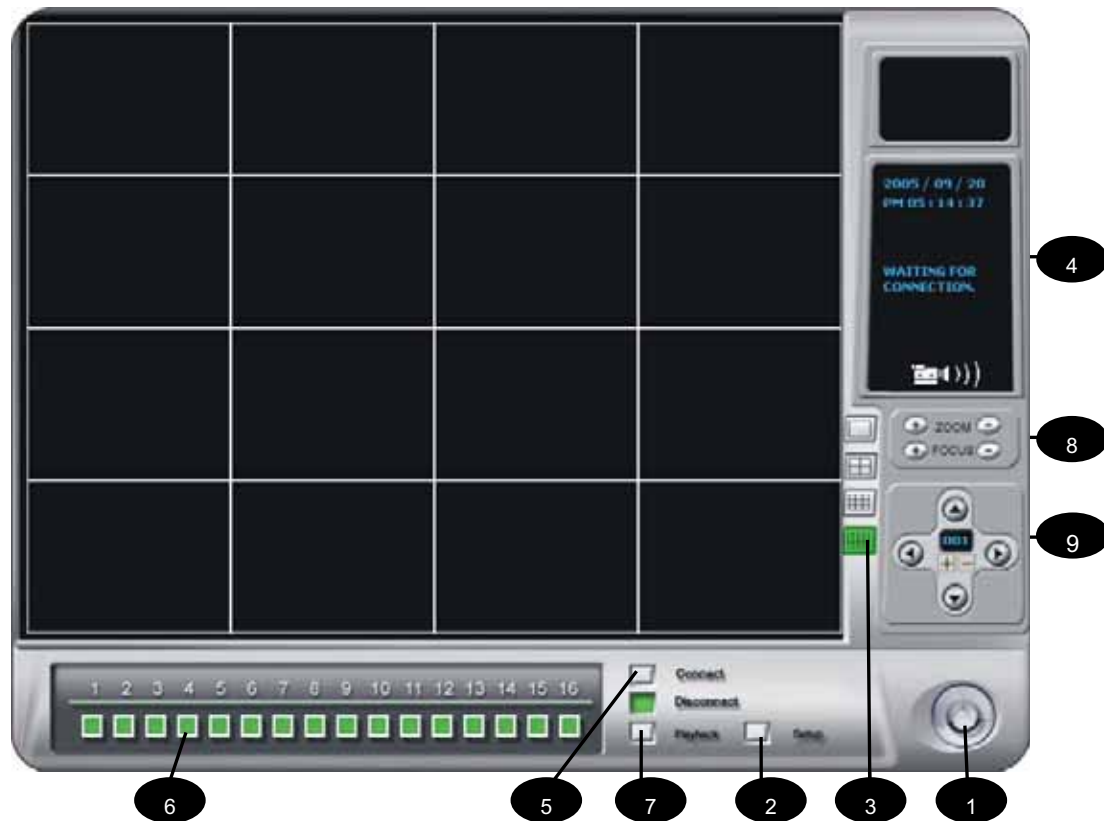 2005 / 09 / 20
PM 05 : 14 : 37
WAITING FOR
CONNECTION.
4
+ ZOOM -
+ FOCUS -
8
001
+ -
9
1 2 3 4 5 6 7 8 9 10 11 12 13 14 15 16
Connect
Disconnect
Playback Setup
6 5 7 2 3 1